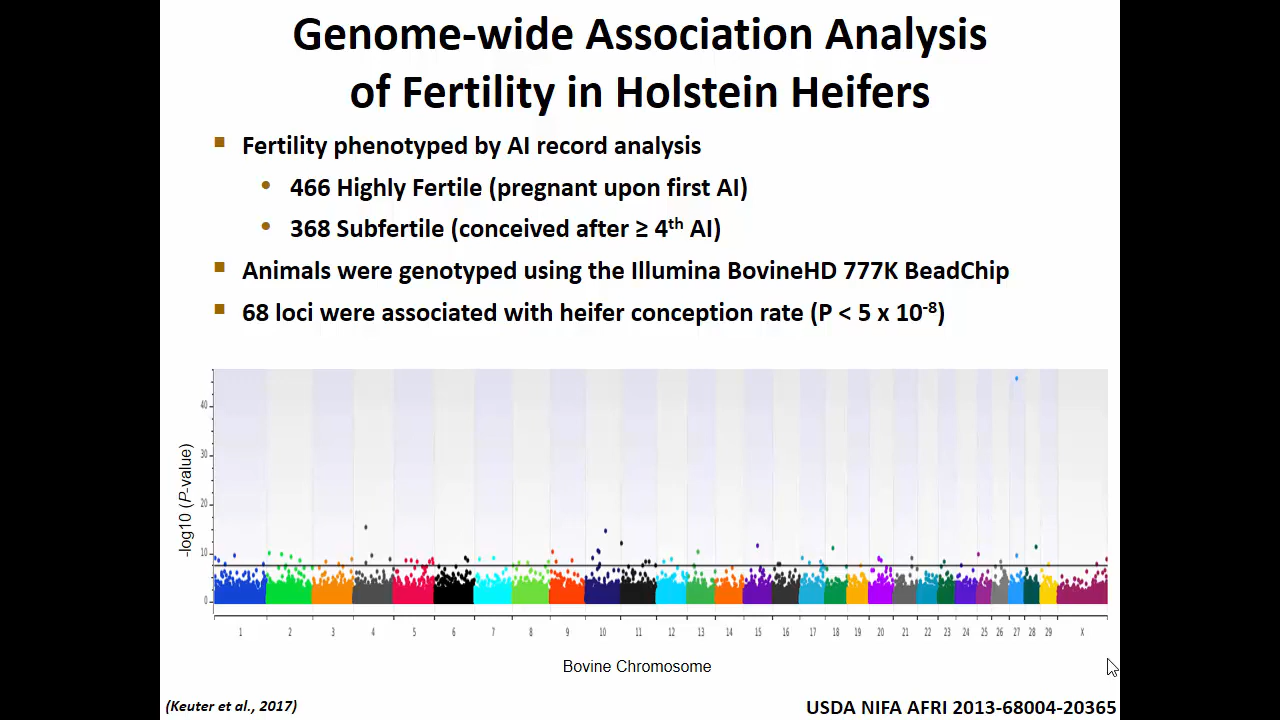 Genome-wide Association Analysis
of Fertility in Holstein Heifers
Fertility phenotyped by AI record analysis
466 Highly Fertile (pregnant upon first AI)
368 Subfertile (conceived after ≥ 4th AI)
Animals were genotyped using the Illumina BovineHD 777K BeadChip
68 loci were associated with heifer conception rate (P < 5 x 10-8)
-log10 (P-value)
40
30
20
10
0
1 2 3 4 5 6 7 8 9 10 11 12 13 14 15 16 17 18 19 20 21 22 23 24 25 26 27 28 29 X
Bovine Chromosome
(Keuter et al., 2017)
USDA NIFA AFRI 2013-68004-20365